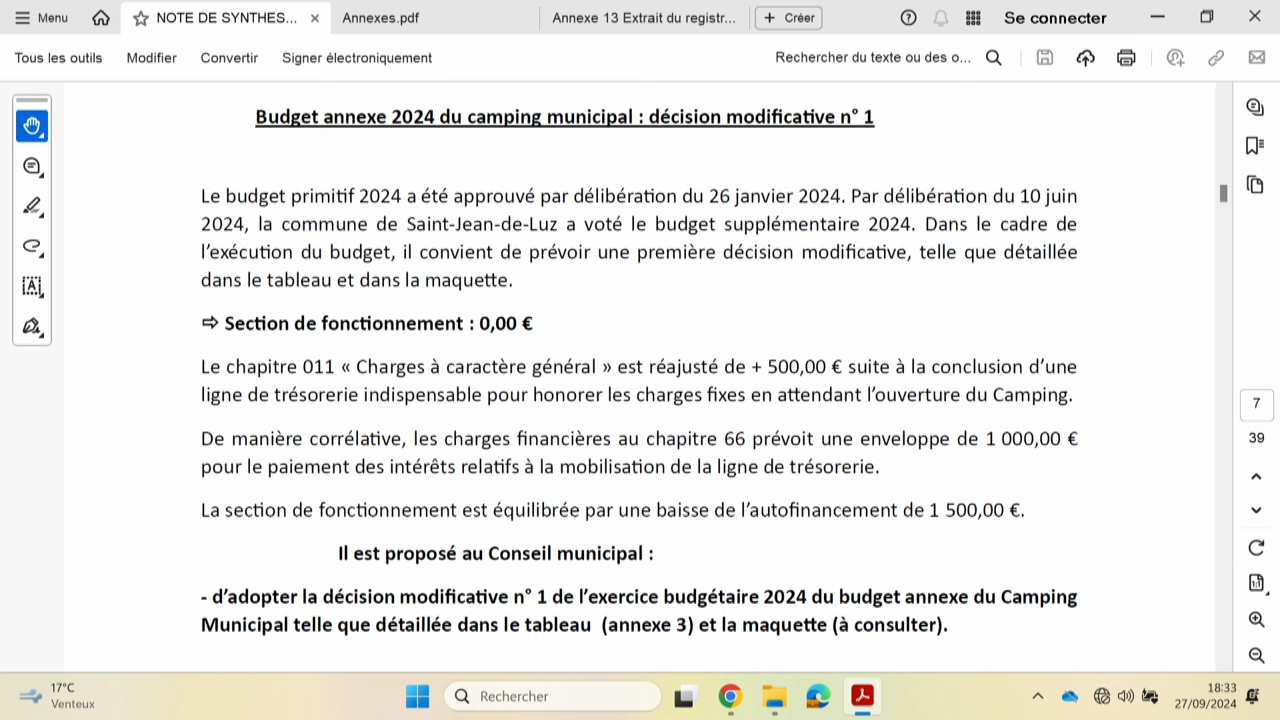 Menu
NOTE DE SYNTHES...
Annexes.pdf
Annexe 13 Extrait du registr...
Créer
Se connecter
Tous les outils
Modifier
Convertir
Signer électroniquement
Rechercher du texte ou des o...
Budget annexe 2024 du camping municipal : décision modificative n° 1
Le budget primitif 2024 a été approuvé par délibération du 26 janvier 2024. Par délibération du 10 juin
2024, la commune de Saint-Jean-de-Luz a voté le budget supplémentaire 2024. Dans le cadre de
l’exécution du budget, il convient de prévoir une première décision modificative, telle que détaillée
dans le tableau et dans la maquette.
⇨ Section de fonctionnement : 0,00 €
Le chapitre 011 « Charges à caractère général » est réajusté de + 500,00 € suite à la conclusion d’une
ligne de trésorerie indispensable pour honorer les charges fixes en attendant l’ouverture du Camping.
De manière corrélative, les charges financières au chapitre 66 prévoit une enveloppe de 1 000,00 €
pour le paiement des intérêts relatifs à la mobilisation de la ligne de trésorerie.
La section de fonctionnement est équilibrée par une baisse de l’autofinancement de 1 500,00 €.
Il est proposé au Conseil municipal :
- d’adopter la décision modificative n° 1 de l’exercice budgétaire 2024 du budget annexe du Camping
Municipal telle que détaillée dans le tableau (annexe 3) et la maquette (à consulter).
7
39
17°C
Venteux
Rechercher
18:33
27/09/2024